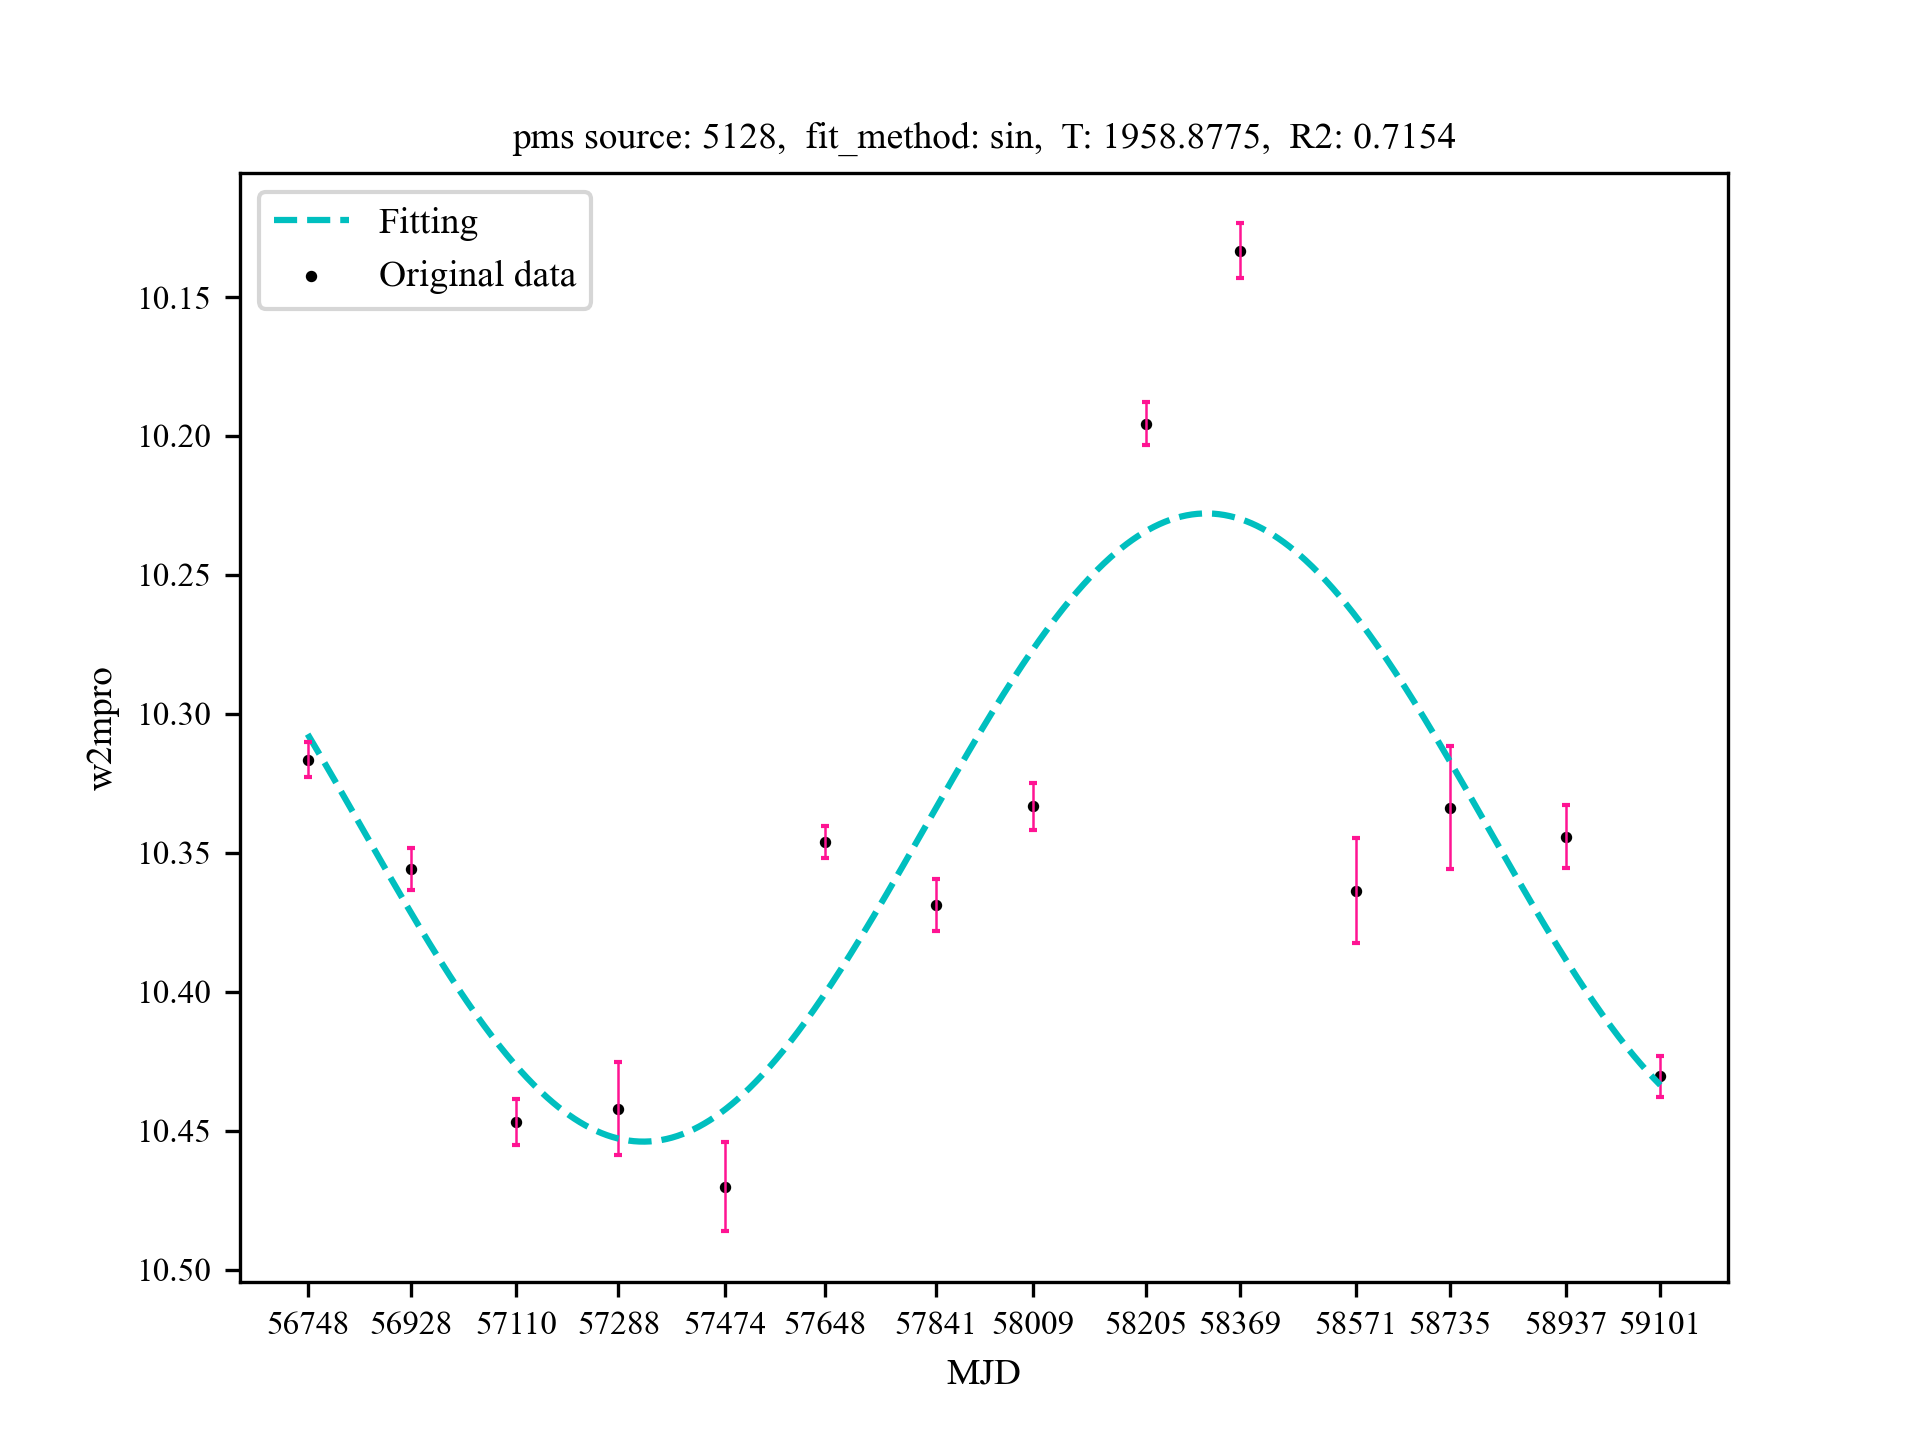 pms source: 5128, fit_method: sin, T: 1958.8775, R2: 0.7154
Fitting
Original data
10.15
10.20
10.25
10.30
10.35
10.40
10.45
10.50
w2mpro
56748 56928 57110 57288 57474 57648 57841 58009 58205 58369 58571 58735 58937 59101
MJD